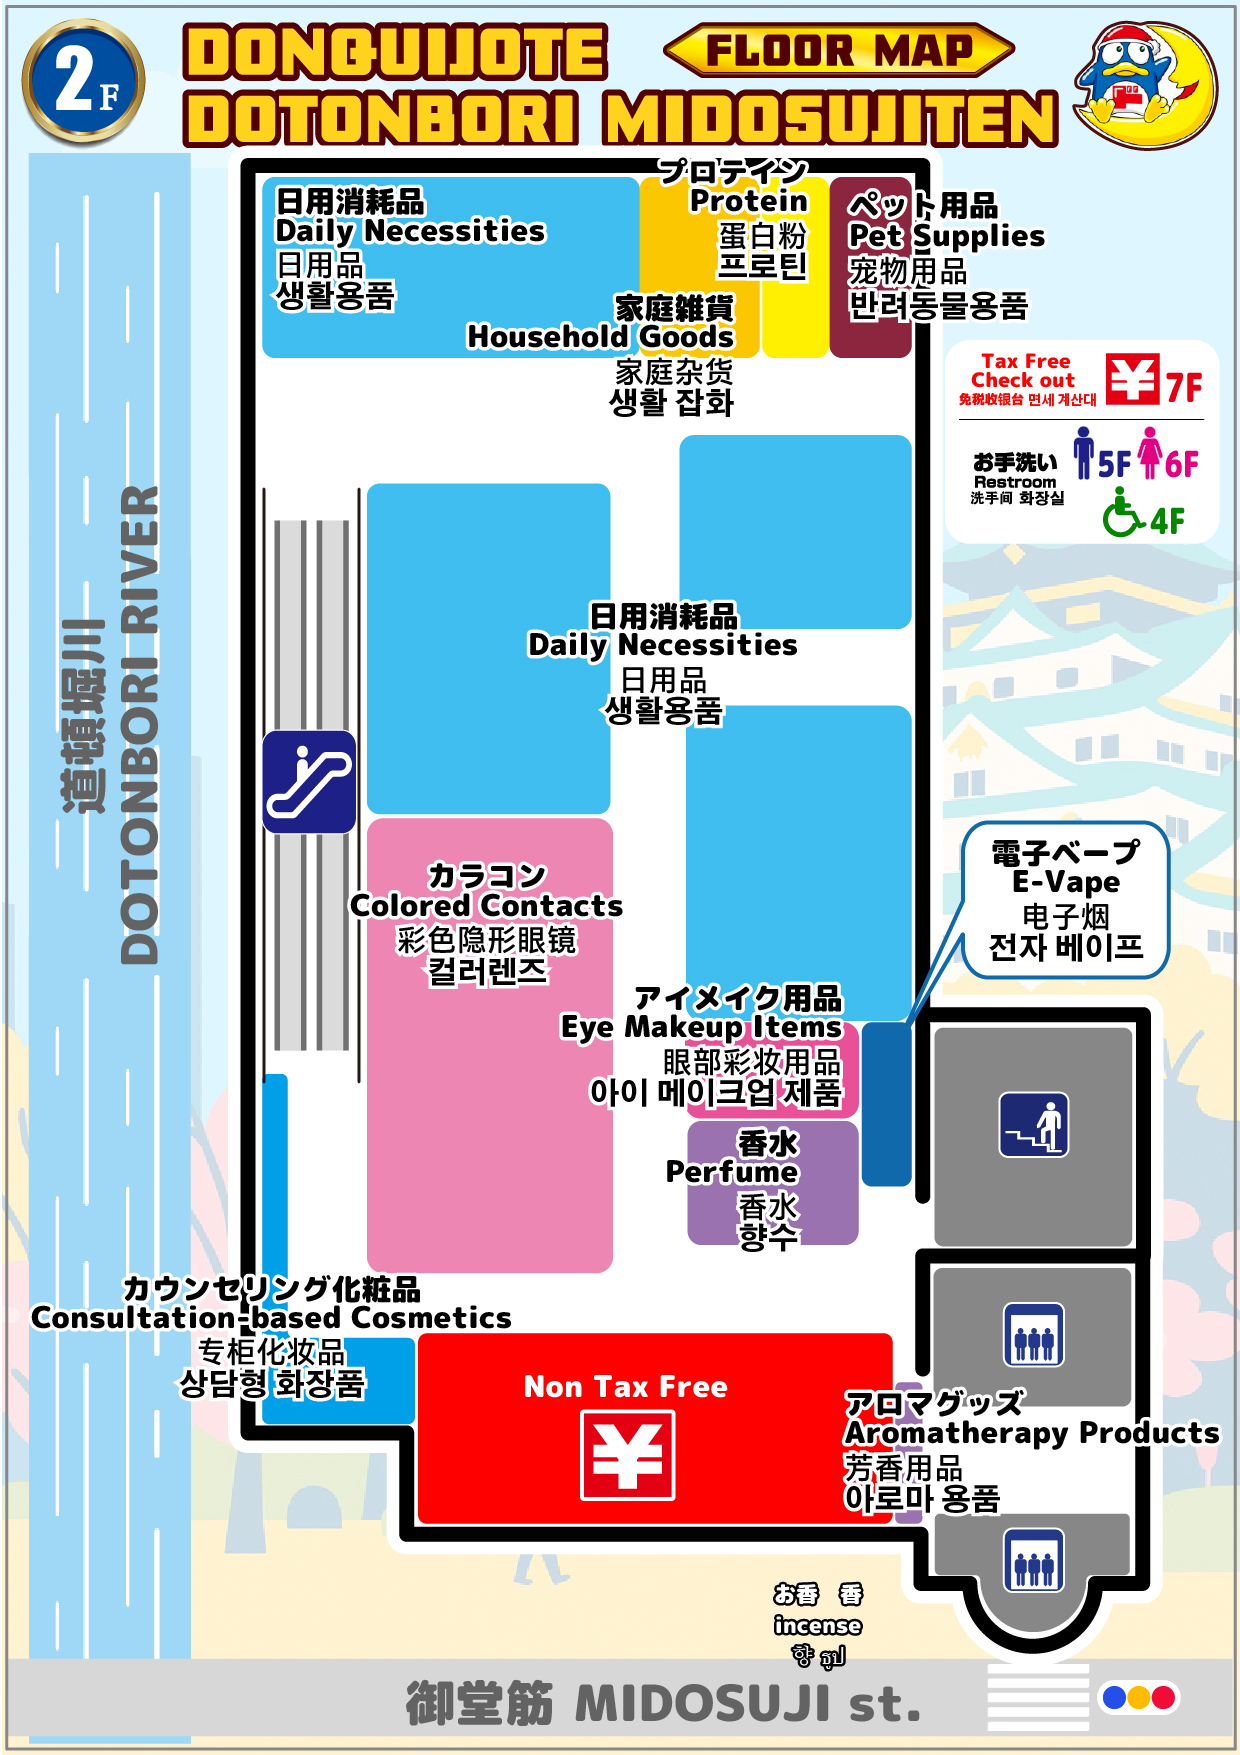 2F
DONQUIJOTE
FLOOR MAP
DOTONBORI MIDOSUJITEN
日用消耗品
Daily Necessities
日用品
생활용품
プロテイン
Protein
蛋白粉
프로틴
ペット用品
Pet Supplies
宠物用品
반려동물용품
家庭雑貨
Household Goods
家庭杂货
생활 잡화
Tax Free
Check out
免税收银台 면세 계산대
¥ 7F
お手洗い
Restroom
洗手间 화장실
5F 6F
4F
道頓堀川
DOTONBORI RIVER
日用消耗品
Daily Necessities
日用品
생활용품
カラコン
Colored Contacts
彩色隐形眼镜
컬러렌즈
電子ベープ
E-Vape
电子烟
전자 베이프
アイメイク用品
Eye Makeup Items
眼部彩妆用品
아이 메이크업 제품
香水
Perfume
香水
향수
カウンセリング化粧品
Consultation-based Cosmetics
专柜化妆品
상담형 화장품
Non Tax Free
¥
アロマグッズ
Aromatherapy Products
芳香用品
아로마 용품
お香 香
incense
향 ธูป
御堂筋 MIDOSUJI st.